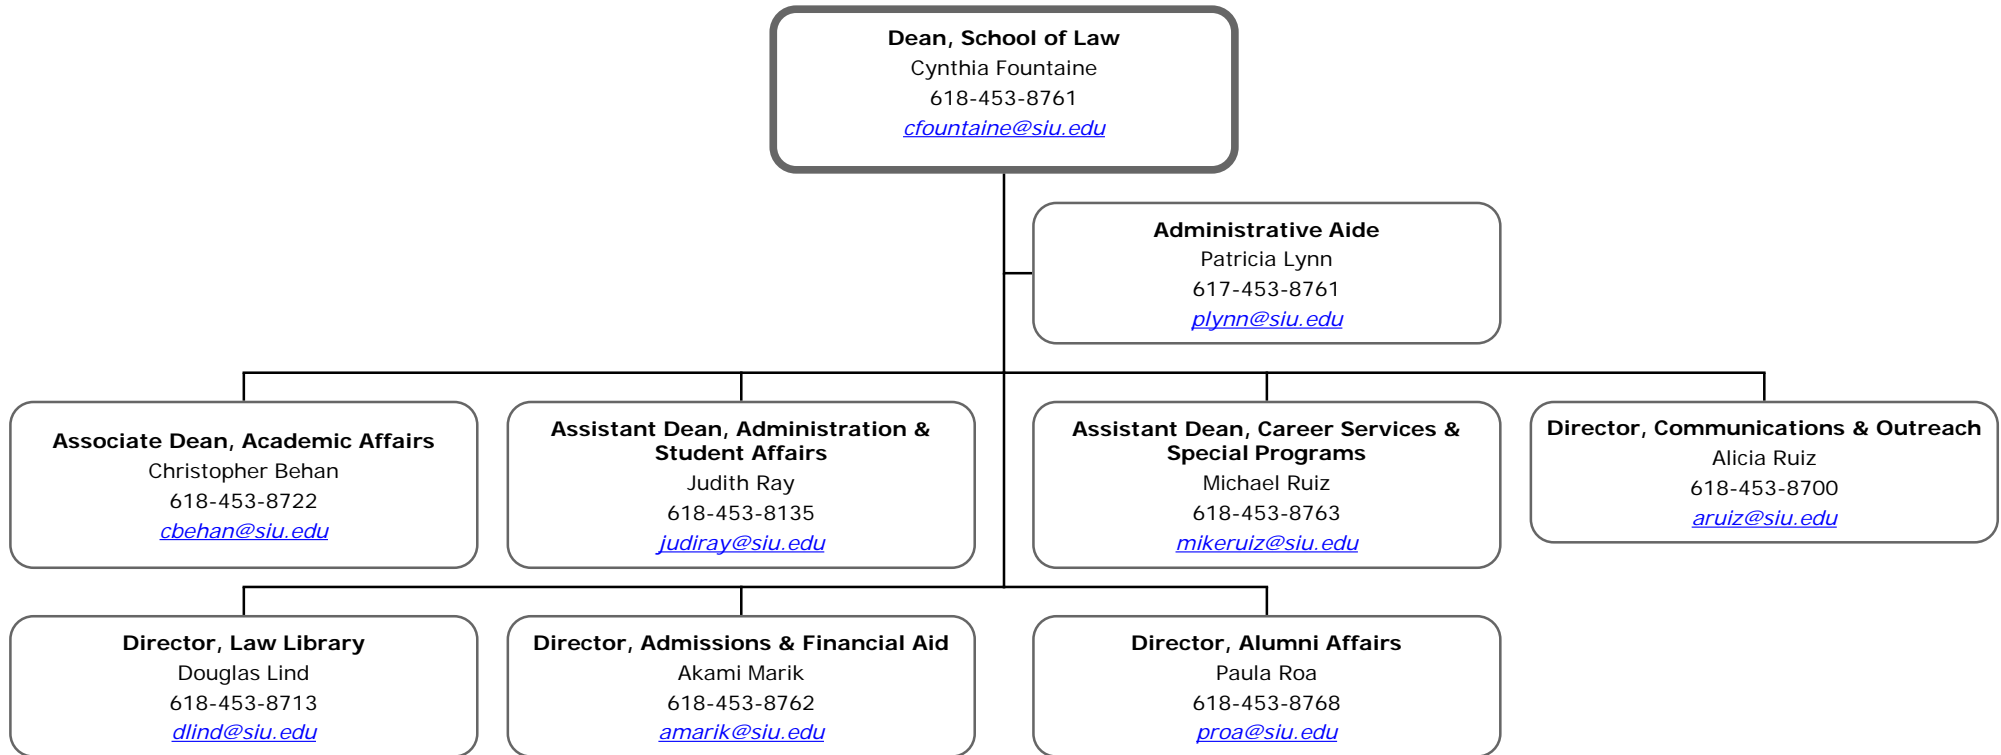 Dean, School of Law
Cynthia Fountaine
618-453-8761
cfountaine@siu.edu
Administrative Aide
Patricia Lynn
617-453-8761
plynn@siu.edu
Associate Dean, Academic Affairs
Christopher Behan
618-453-8722
cbehan@siu.edu
Assistant Dean, Administration &
Student Affairs
Judith Ray
618-453-8135
judiray@siu.edu
Assistant Dean, Career Services &
Special Programs
Michael Ruiz
618-453-8763
mikeruiz@siu.edu
Director, Communications & Outreach
Alicia Ruiz
618-453-8700
aruiz@siu.edu
Director, Law Library
Douglas Lind
618-453-8713
dlind@siu.edu
Director, Admissions & Financial Aid
Akami Marik
618-453-8762
amarik@siu.edu
Director, Alumni Affairs
Paula Roa
618-453-8768
proa@siu.edu